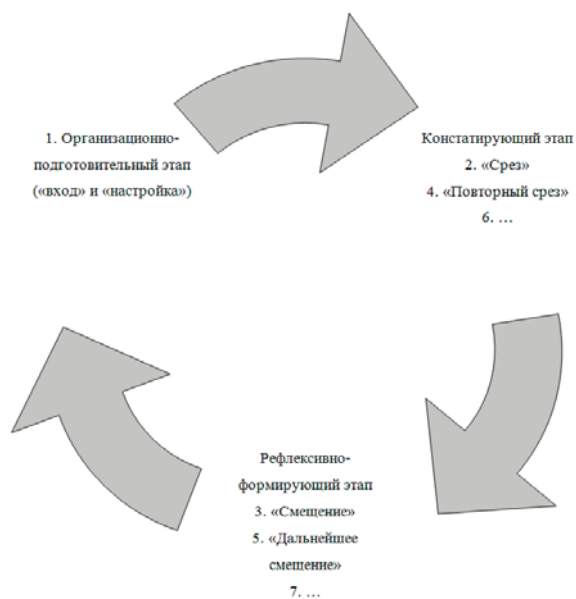 1. Организационно-
подготовительный этап
(«вход» и «настройка»)
Констатирующий этап
2. «Срез»
4. «Повторный срез»
6. …
Рефлексивно-
формирующий этап
3. «Смещение»
5. «Дальнейшее
смещение»
7. …